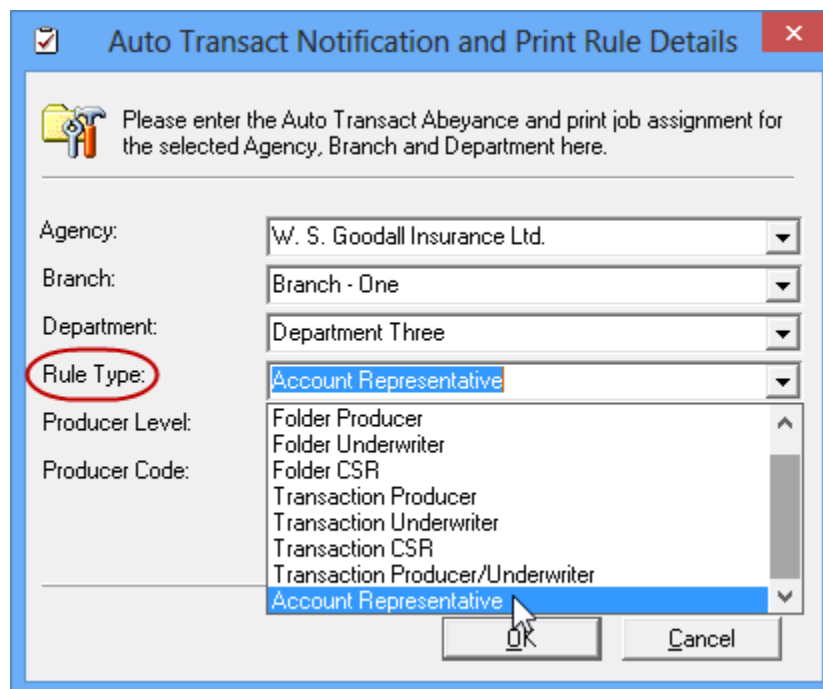 Auto Transact Notification and Print Rule Details
Please enter the Auto Transact Abeyance and print job assignment for
the selected Agency, Branch and Department here.
Agency:
W. S. Goodall Insurance Ltd.
Branch:
Branch - One
Department:
Department Three
Rule Type:
Account Representative
Producer Level:
Producer Code:
Folder Producer
Folder Underwriter
Folder CSR
Transaction Producer
Transaction Underwriter
Transaction CSR
Transaction Producer/Underwriter
Account Representative
OK
Cancel